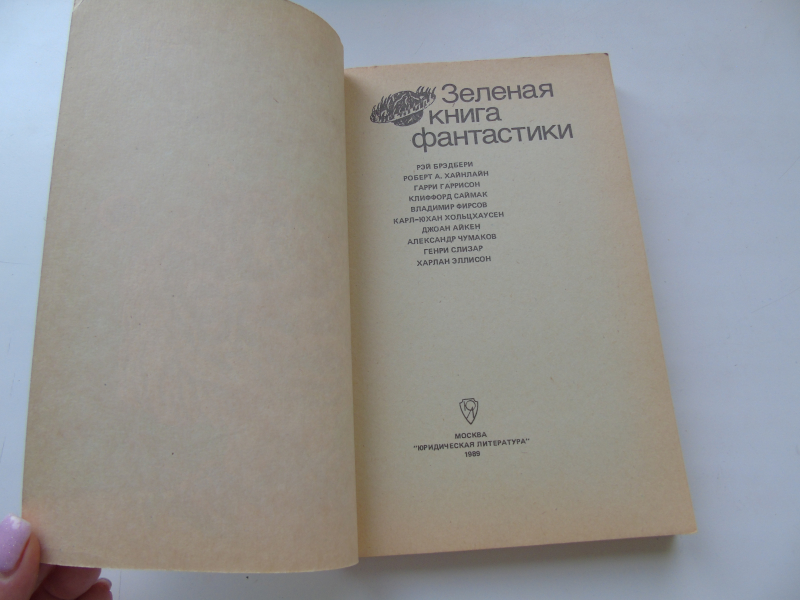 Зеленая
книга
фантастики
РЭЙ БРЭДБЕРИ
РОБЕРТ А. ХАЙНЛАЙН
ГАРРИ ГАРРИСОН
КЛИФФОРД САЙМАК
ВЛАДИМИР ФИРСОВ
КАРЛ-ЮХАН ХОЛЬЦХАУСЕН
ДЖОАН АЙКЕН
АЛЕКСАНДР ЧУМАКОВ
ГЕНРИ СЛИЗАР
ХАРЛАН ЭЛЛИСОН
МОСКВА
"ЮРИДИЧЕСКАЯ ЛИТЕРАТУРА"
1989